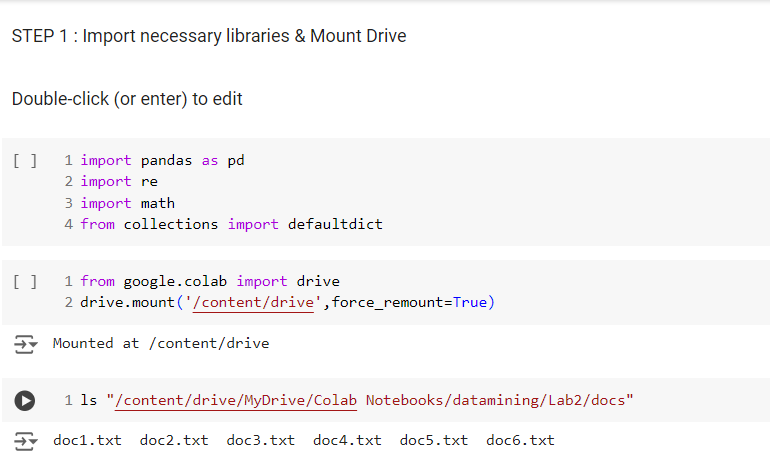 STEP 1 : Import necessary libraries & Mount Drive
Double-click (or enter) to edit
[ ] 1 import pandas as pd
2 import re
3 import math
4 from collections import defaultdict
[ ] 1 from google.colab import drive
2 drive.mount('/content/drive',force_remount=True)
Mounted at /content/drive
1 ls "/content/drive/MyDrive/Colab Notebooks/datamining/Lab2/docs"
doc1.txt doc2.txt doc3.txt doc4.txt doc5.txt doc6.txt